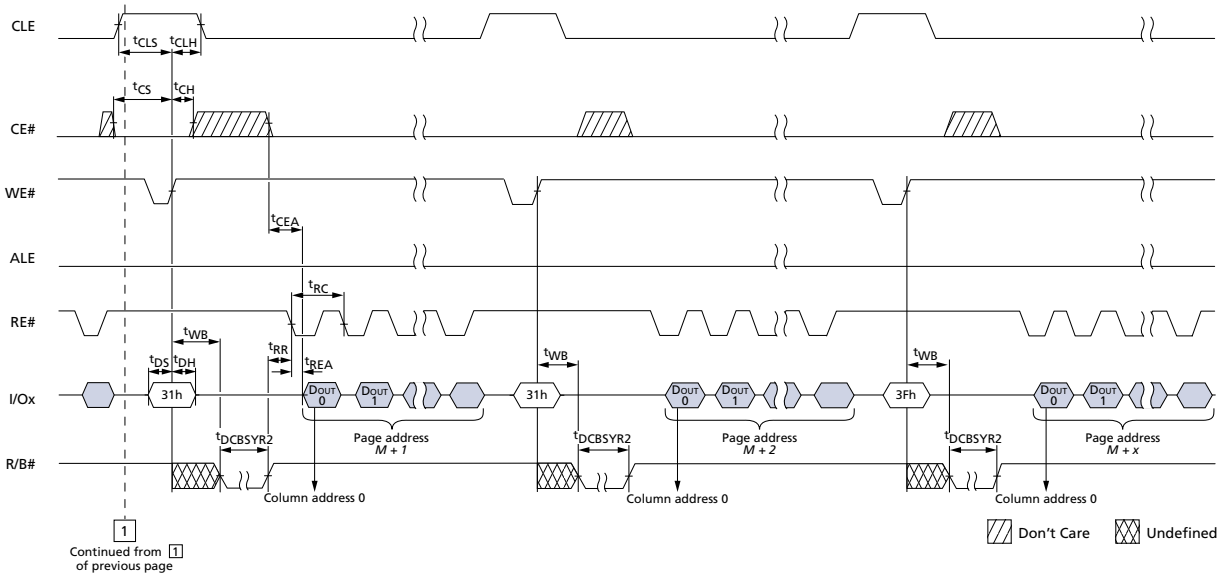 CLE
tCLS tCLH
tCS tCH
CE#
WE#
tCEA
ALE
tRC
RE#
tWB
tRR
tREA
tDS tDH
tWB
tWB
I/Ox
31h
DOUT 0
DOUT 1
31h
DOUT 0
DOUT 1
3Fh
DOUT 0
DOUT 1
Page address
M + 1
Page address
M + 2
Page address
M + x
tDCBSYR2
tDCBSYR2
tDCBSYR2
R/B#
Column address 0
Column address 0
Column address 0
1
Continued from 1
of previous page
Don't Care
Undefined